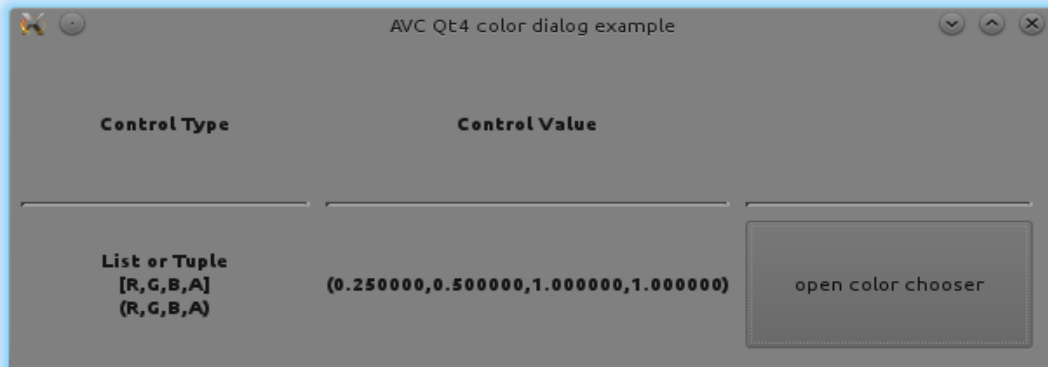 AVC Qt4 color dialog example
Control Type
Control Value
List or Tuple
[R,G,B,A]
(R,G,B,A)
(0.250000,0.500000,1.000000,1.000000)
open color chooser